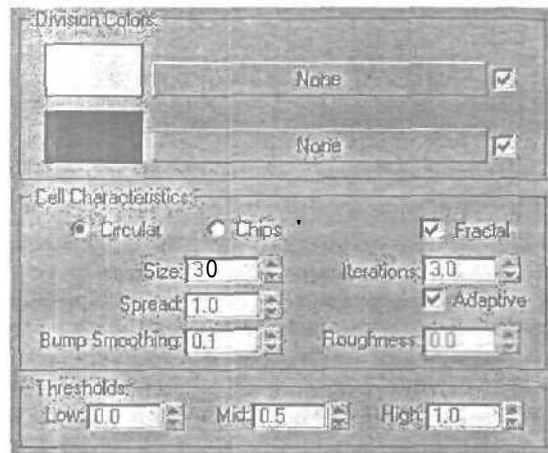 Division Colors:
None
None
Cell Characteristics:
Circular Chips Fractal
Size: 30 Iterations: 3.0
Spread: 1.0 Adaptive
Bump Smoothing: 0.1 Roughness: 0.0
Thresholds:
Low: 0.0 Mid: 0.5 High: 1.0